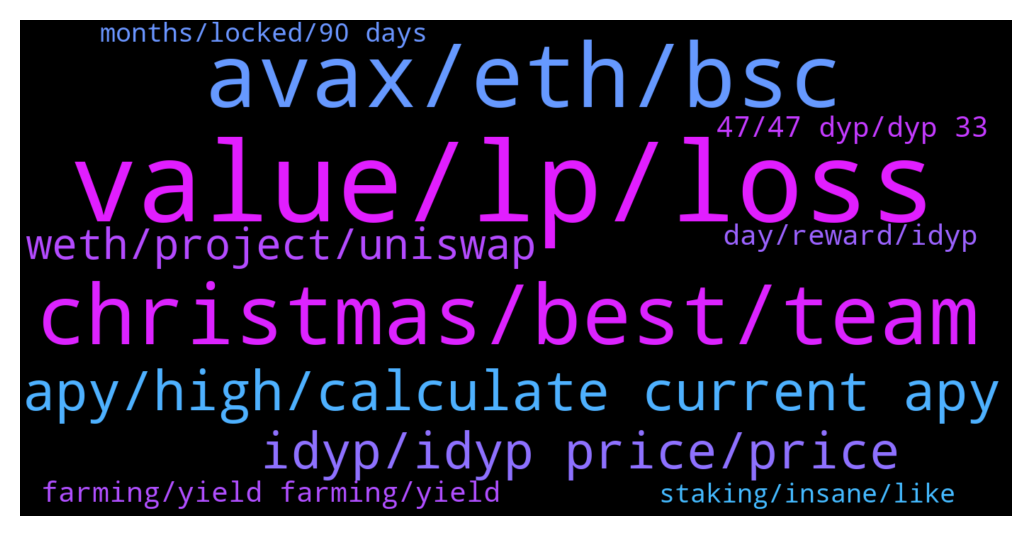 months/locked/90 days
avax/eth/bsc
47/47 dyp/dyp 33
value/lp/loss
weth/project/uniswap
day/reward/idyp
christmas/best/team
apy/high/calculate current apy
idyp/idyp price/price
farming/yield farming/yield
staking/insane/like